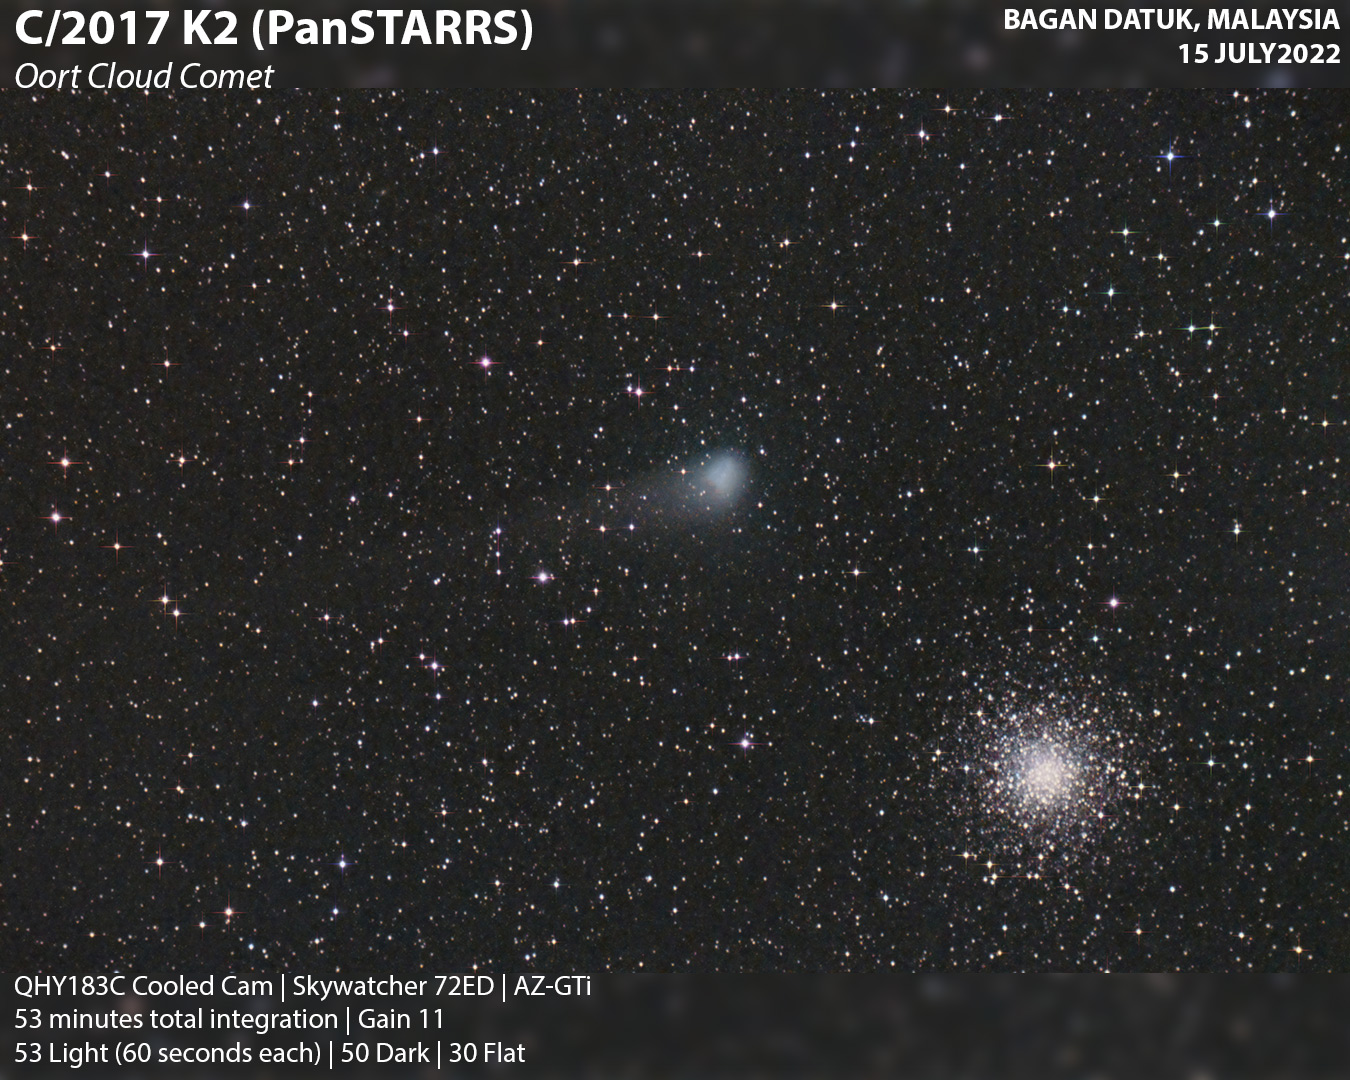 C/2017 K2 (PanSTARRS)
Oort Cloud Comet
BAGAN DATUK, MALAYSIA
15 JULY2022
QHY183C Cooled Cam | Skywatcher 72ED | AZ-GTi
53 minutes total integration | Gain 11
53 Light (60 seconds each) | 50 Dark | 30 Flat